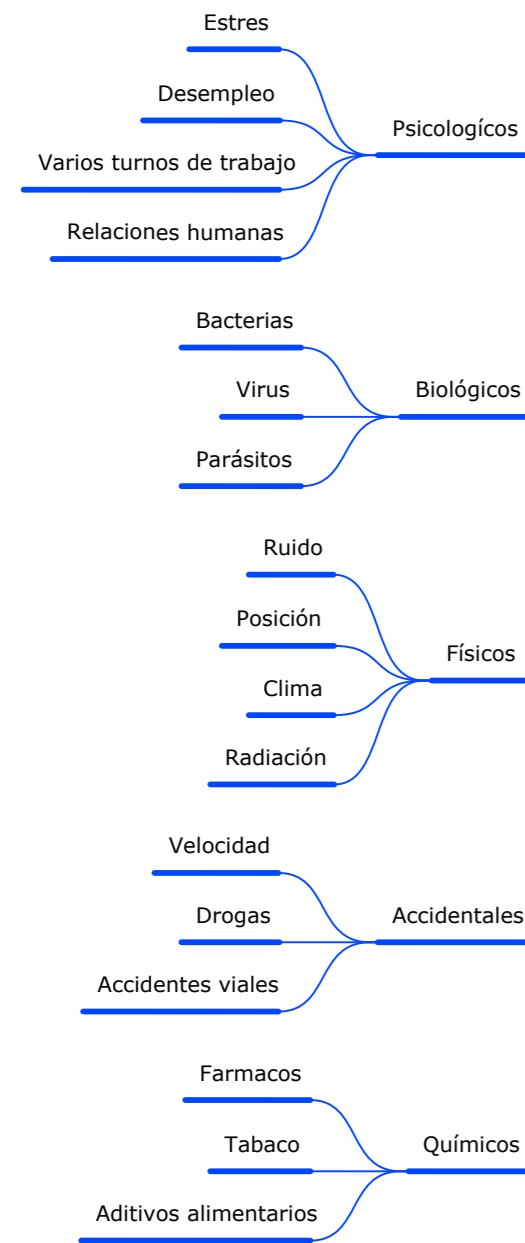 Estres
Desempleo
Varios turnos de trabajo
Relaciones humanas
Psicologícos
Bacterias
Virus
Parásitos
Biológicos
Ruido
Posición
Clima
Radiación
Físicos
Velocidad
Drogas
Accidentes viales
Accidentales
Farmacos
Tabaco
Aditivos alimentarios
Químicos